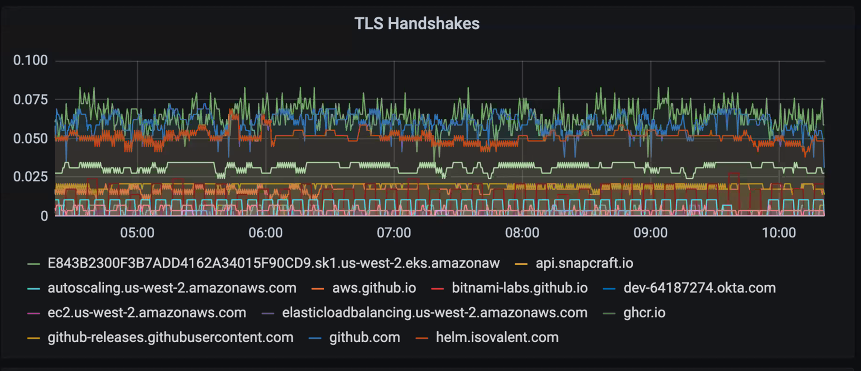 TLS Handshakes
0.100
0.075
0.050
0.025
0
05:00 06:00 07:00 08:00 09:00 10:00
E843B2300F3B7ADD4162A34015F90CD9.sk1.us-west-2.eks.amazonaw api.snapcraft.io
autoscaling.us-west-2.amazonaws.com aws.github.io bitnami-labs.github.io dev-64187274.okta.com
ec2.us-west-2.amazonaws.com elasticloadbalancing.us-west-2.amazonaws.com ghcr.io
github-releases.githubusercontent.com github.com helm.isovalent.com